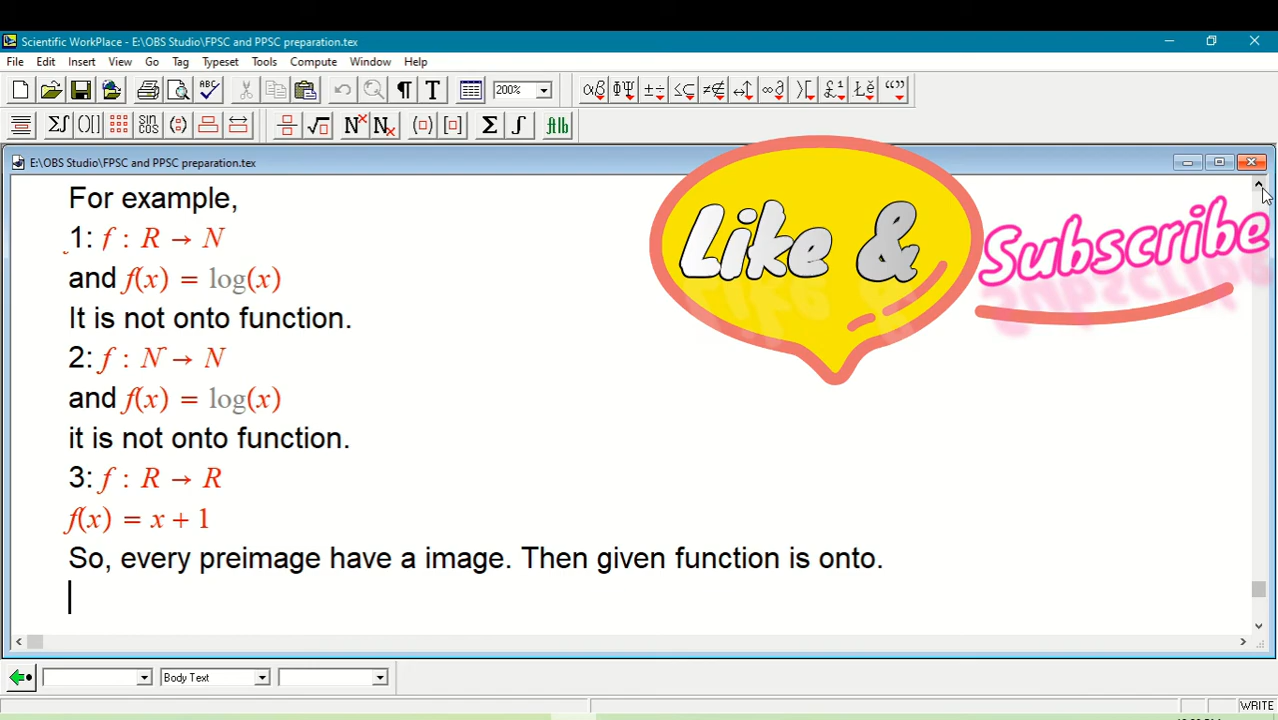 Scientific WorkPlace - E:\OBS Studio\FPSC and PPSC preparation.tex
File Edit Insert View Go Tag Typeset Tools Compute Window Help
200%
E:\OBS Studio\FPSC and PPSC preparation.tex
For example,
1: f : R → N
and f(x) = log(x)
It is not onto function.
2: f : N → N
and f(x) = log(x)
it is not onto function.
3: f : R → R
f(x) = x + 1
So, every preimage have a image. Then given function is onto.
Like & Subscribe
Body Text
WRITE